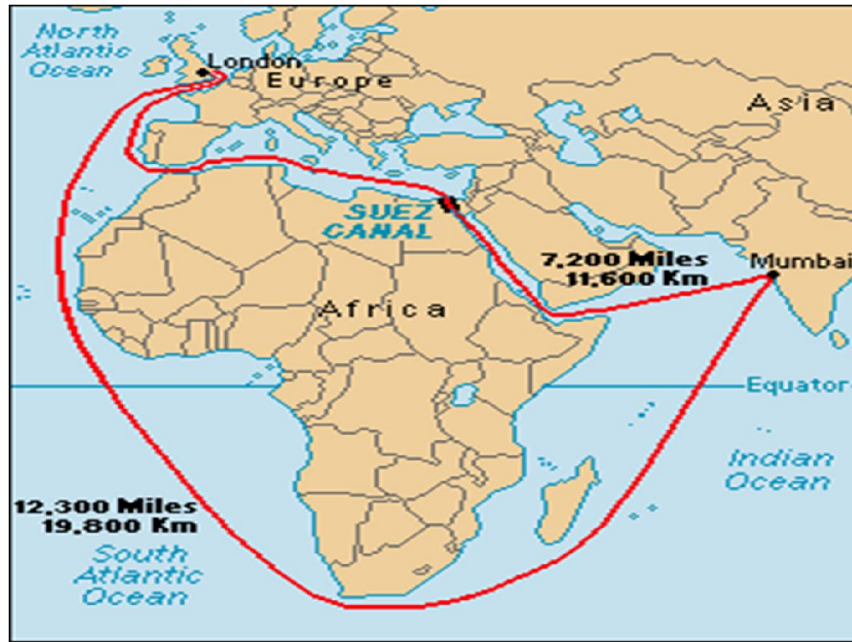 North
Atlantic
Ocean
London
Europe
Asia
SUEZ
CANAL
7,200 Miles
11,600 Km
Mumbai
Africa
Equator
Indian
Ocean
12,300 Miles
19,800 Km
South
Atlantic
Ocean